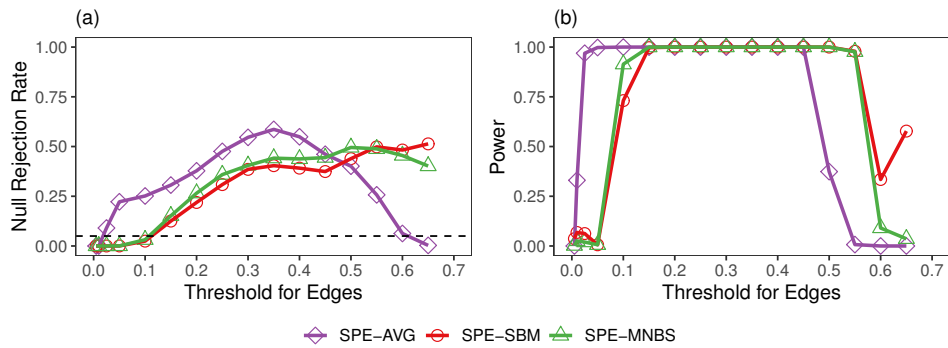 (a)
Null Rejection Rate
1.00
0.75
0.50
0.25
0.00
0.0 0.1 0.2 0.3 0.4 0.5 0.6 0.7
Threshold for Edges
(b)
Power
1.00
0.75
0.50
0.25
0.00
0.0 0.1 0.2 0.3 0.4 0.5 0.6 0.7
Threshold for Edges
SPE−AVG SPE−SBM SPE−MNBS